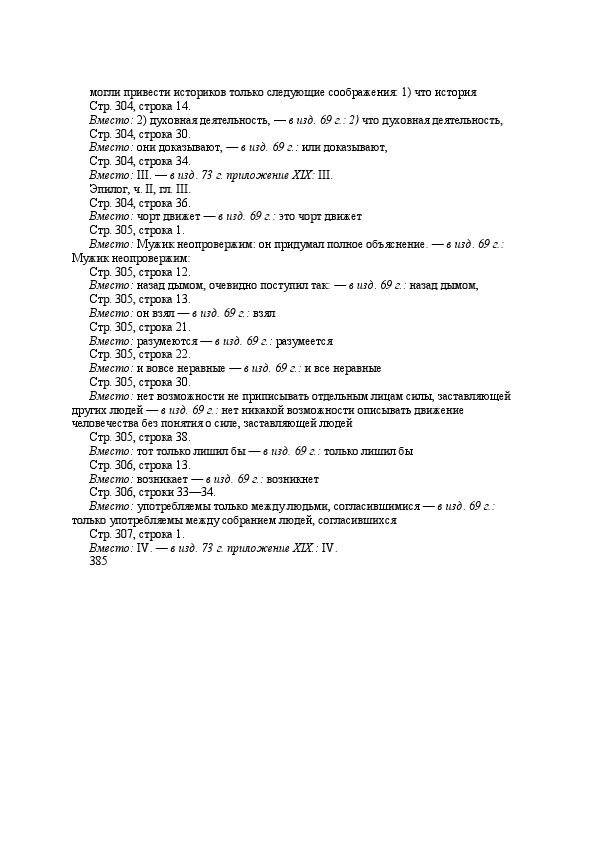 могли привести историков только следующие соображения: 1) что история
Стр. 304, строка 14.
Вместо: 2) духовная деятельность, — в изд. 69 г.: 2) что духовная деятельность,
Стр. 304, строка 30.
Вместо: они доказывают, — в изд. 69 г.: или доказывают,
Стр. 304, строка 34.
Вместо: III. — в изд. 73 г. приложение XIX: III.
Эпилог, ч. II, гл. III.
Стр. 304, строка 36.
Вместо: чорт движет — в изд. 69 г.: это чорт движет
Стр. 305, строка 1.
Вместо: Мужик неопровержим: он придумал полное объяснение. — в изд. 69 г.:
Мужик неопровержим:
Стр. 305, строка 12.
Вместо: назад дымом, очевидно поступил так: — в изд. 69 г.: назад дымом,
Стр. 305, строка 13.
Вместо: он взял — в изд. 69 г.: взял
Стр. 305, строка 21.
Вместо: разумеются — в изд. 69 г.: разумеется
Стр. 305, строка 22.
Вместо: и вовсе неравные — в изд. 69 г.: и все неравные
Стр. 305, строка 30.
Вместо: нет возможности не приписывать отдельным лицам силы, заставляющей
других людей — в изд. 69 г.: нет никакой возможности описывать движение
человечества без понятия о силе, заставляющей людей
Стр. 305, строка 38.
Вместо: тот только лишил бы — в изд. 69 г.: только лишил бы
Стр. 306, строка 13.
Вместо: возникает — в изд. 69 г.: возникнет
Стр. 306, строки 33—34.
Вместо: употребляемы только между людьми, согласившимися — в изд. 69 г.:
только употребляемы между собранием людей, согласившихся
Стр. 307, строка 1.
Вместо: IV. — в изд. 73 г. приложение XIX.: IV.
385